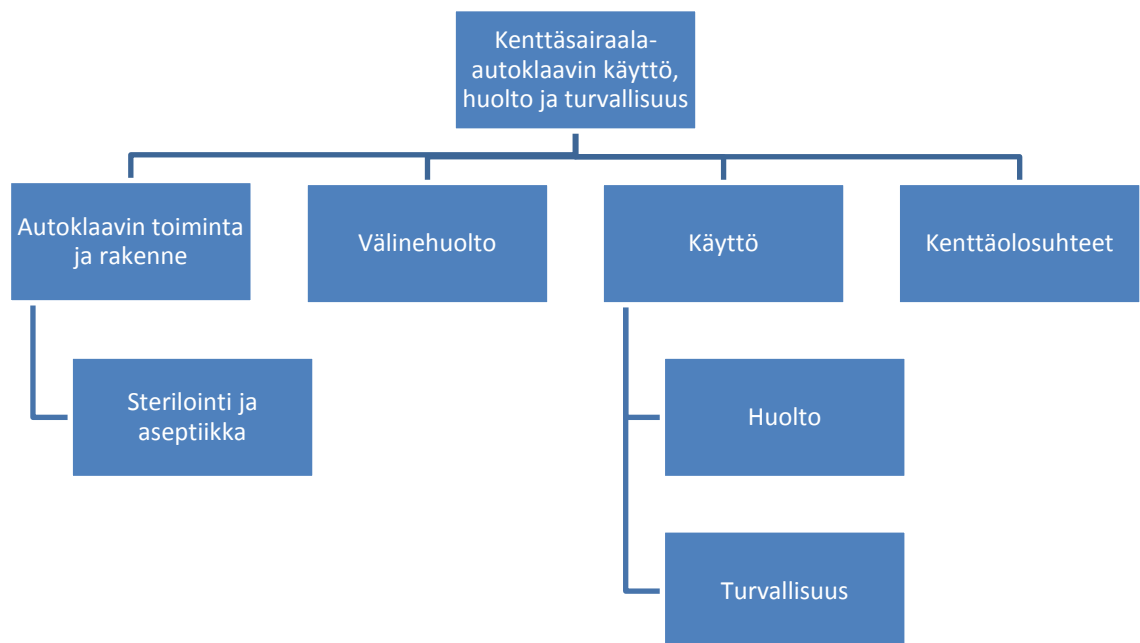 Kenttäsairaala-
autoklaavin käyttö,
huolto ja turvallisuus
Autoklaavin toiminta
ja rakenne
Välinehuolto
Käyttö
Kenttäolosuhteet
Sterilointi ja
aseptiikka
Huolto
Turvallisuus